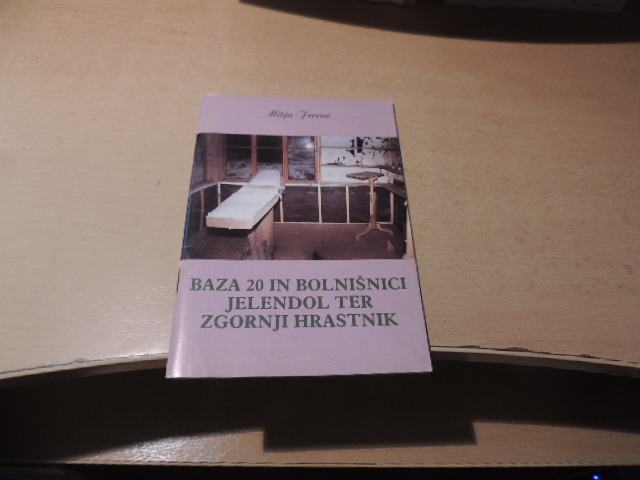 Mitja Ferenc
BAZA 20 IN BOLNIŠNICI
JELENDOL TER
ZGORNJI HRASTNIK